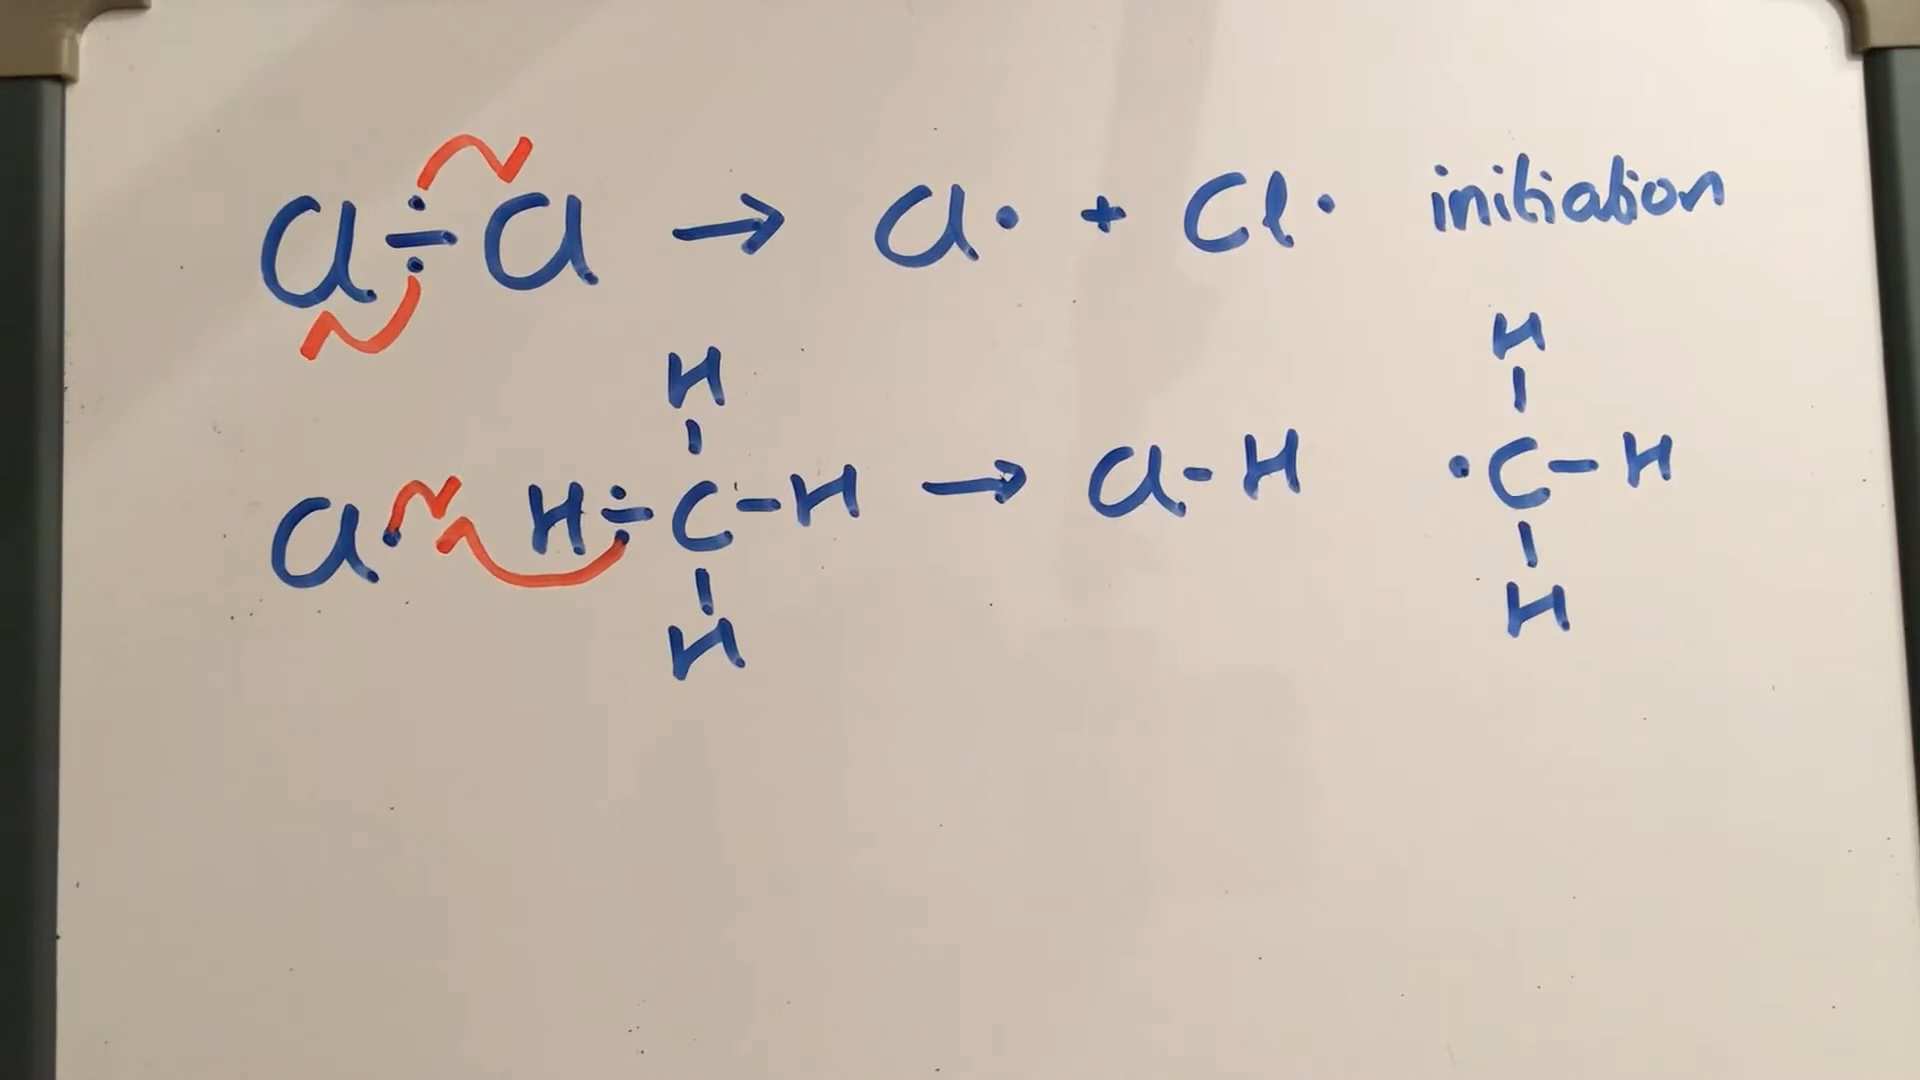 Cl∸Cl → Cl• + Cl• initiation
H H
Cl• H∸C-H → Cl-H •C-H
H H